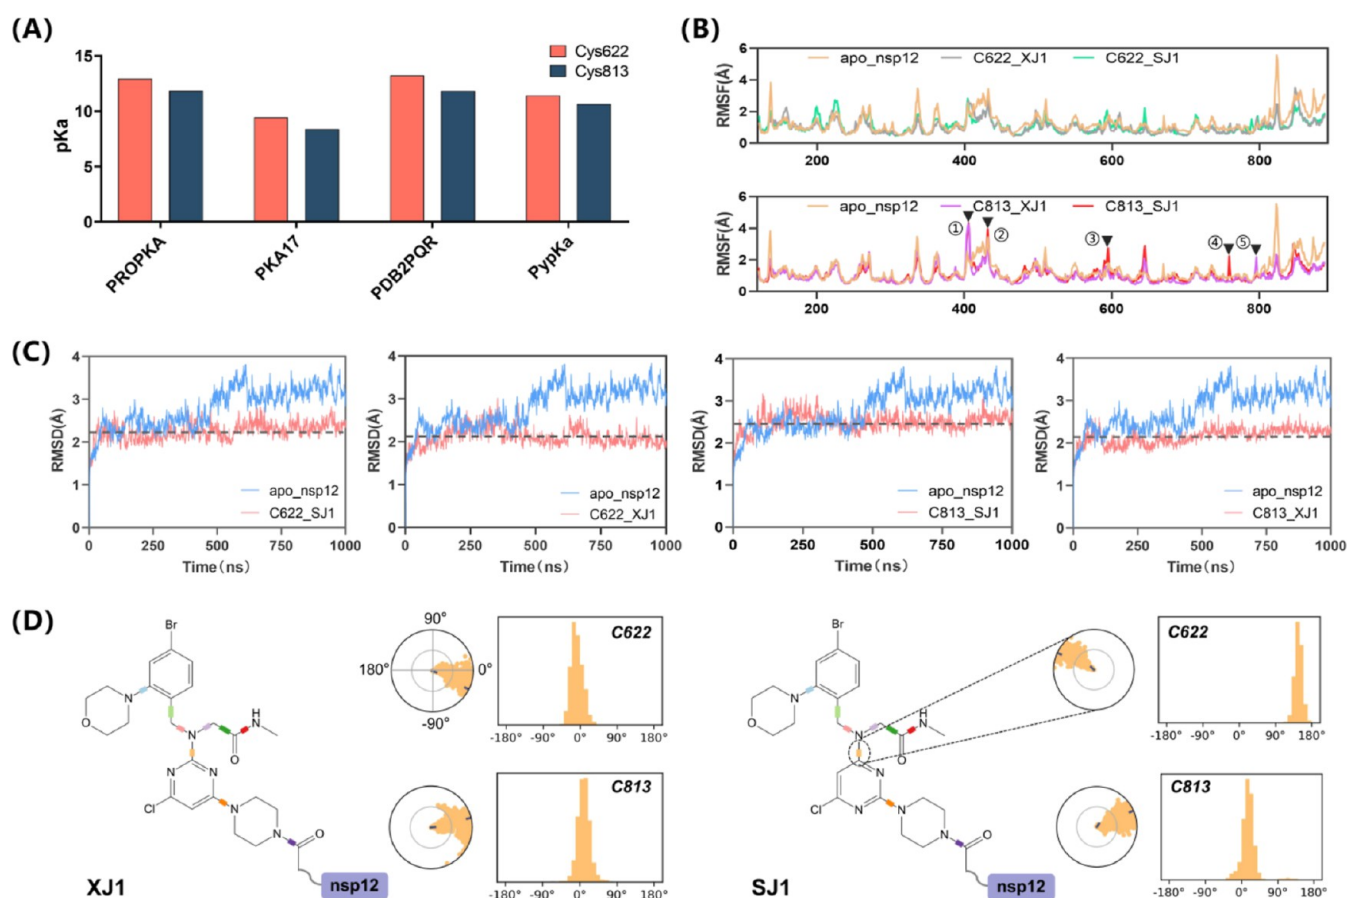 (A)
15
10
5
0
pKa
Cys622
Cys813
PROPKA
PKA17
PDB2PQR
PypKa
(B)
6
4
2
0
RMSF(Å)
apo_nsp12
C622_XJ1
C622_SJ1
200
400
600
800
6
4
2
0
RMSF(Å)
apo_nsp12
C813_XJ1
C813_SJ1
①
②
③
④
⑤
200
400
600
800
(C)
4
3
2
1
0
RMSD(Å)
apo_nsp12
C622_SJ1
0
250
500
750
1000
Time(ns)
4
3
2
1
0
RMSD(Å)
apo_nsp12
C622_XJ1
0
250
500
750
1000
Time(ns)
4
3
2
1
0
RMSD(Å)
apo_nsp12
C813_SJ1
0
250
500
750
1000
Time(ns)
4
3
2
1
0
RMSD(Å)
apo_nsp12
C813_XJ1
0
250
500
750
1000
Time(ns)
(D)
Br
N
O
N
H
N
O
N
N
Cl
N
N
O
nsp12
XJ1
90°
180°
0°
-90°
C622
-180° -90° 0° 90° 180°
C813
-180° -90° 0° 90° 180°
Br
N
O
N
H
N
O
N
Cl
N
N
N
O
nsp12
SJ1
C622
-180° -90° 0° 90° 180°
C813
-180° -90° 0° 90° 180°